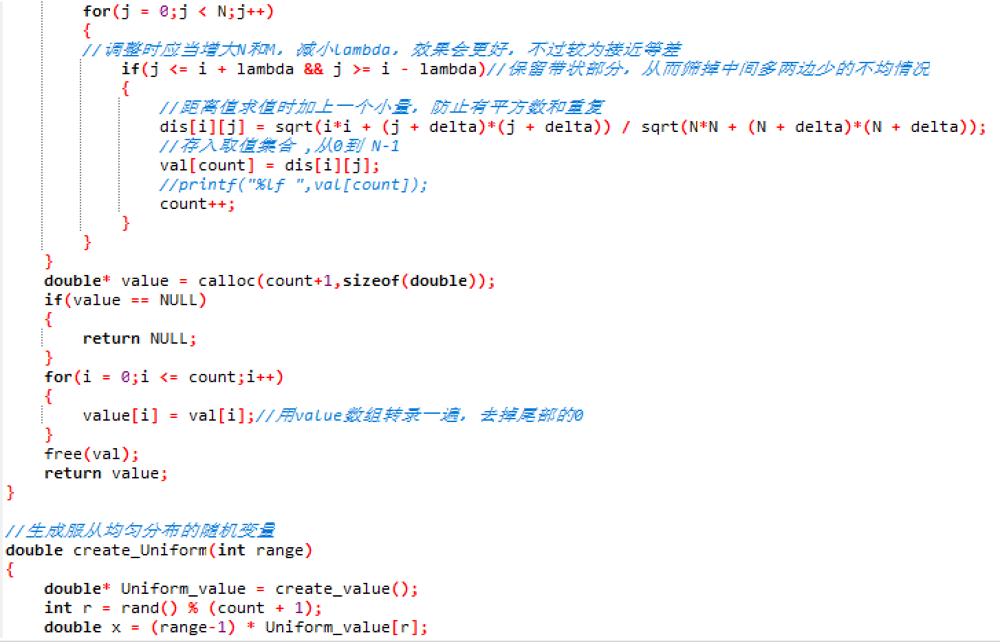 for(j = 0;j < N;j++)
{
//调整时应当增大N和M，减小lambda，效果会更好，不过较为接近等差
if(j <= i + lambda && j >= i - lambda)//保留带状部分，从而筛掉中间多两边少的不均情况
{
//距离值求值时加上一个小量，防止有平方数和重复
dis[i][j] = sqrt(i*i + (j + delta)*(j + delta)) / sqrt(N*N + (N + delta)*(N + delta));
//存入取值集合 ,从0到 N-1
val[count] = dis[i][j];
//printf("%lf ",val[count]);
count++;
}
}
}
double* value = calloc(count+1,sizeof(double));
if(value == NULL)
{
return NULL;
}
for(i = 0;i <= count;i++)
{
value[i] = val[i];//用value数组转录一遍，去掉尾部的0
}
free(val);
return value;
}
//生成服从均匀分布的随机变量
double create_Uniform(int range)
{
double* Uniform_value = create_value();
int r = rand() % (count + 1);
double x = (range-1) * Uniform_value[r];